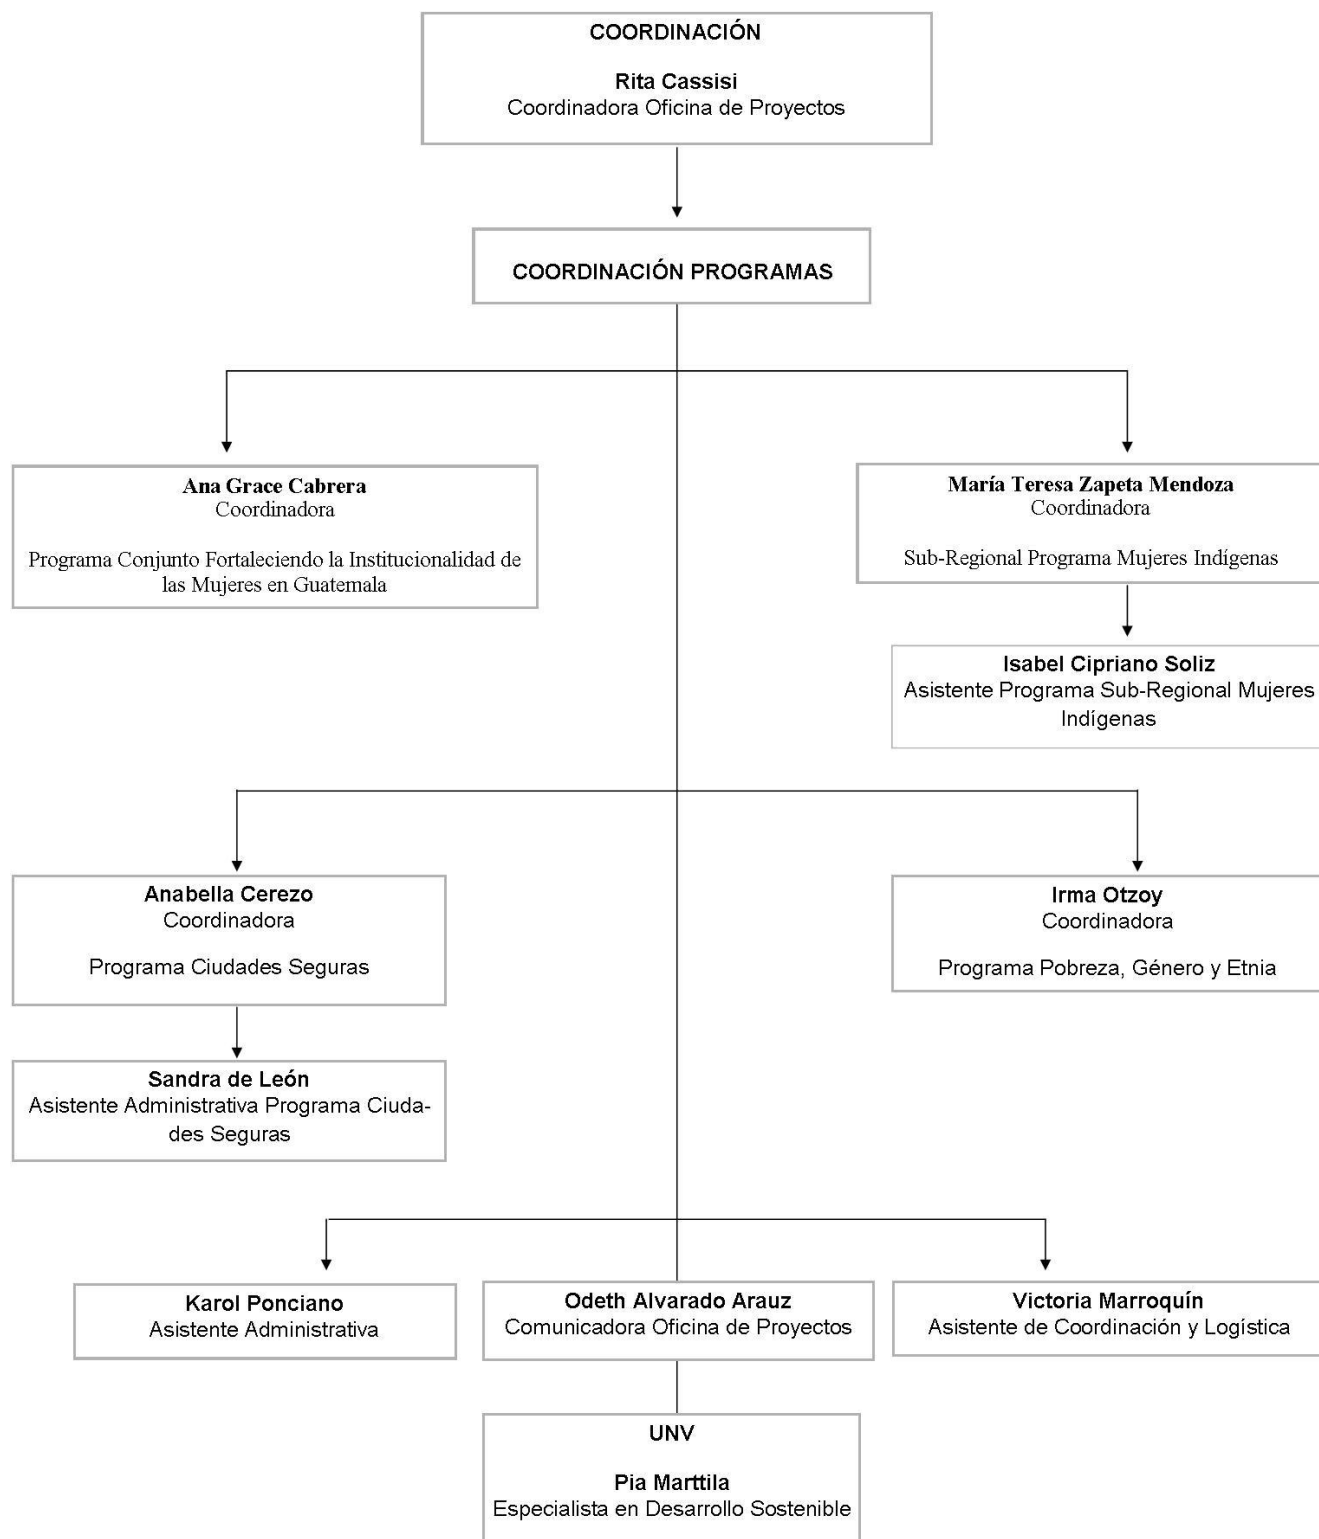 COORDINACIÓN
Rita Cassisi
Coordinadora Oficina de Proyectos
COORDINACIÓN PROGRAMAS
Ana Grace Cabrera
Coordinadora
Programa Conjunto Fortaleciendo la Institucionalidad de
las Mujeres en Guatemala
María Teresa Zapeta Mendoza
Coordinadora
Sub-Regional Programa Mujeres Indígenas
Isabel Cipriano Soliz
Asistente Programa Sub-Regional Mujeres
Indígenas
Anabella Cerezo
Coordinadora
Programa Ciudades Seguras
Irma Otzoy
Coordinadora
Programa Pobreza, Género y Etnia
Sandra de León
Asistente Administrativa Programa Ciuda-
des Seguras
Karol Ponciano
Asistente Administrativa
Odeth Alvarado Arauz
Comunicadora Oficina de Proyectos
Victoria Marroquín
Asistente de Coordinación y Logística
UNV
Pia Marttila
Especialista en Desarrollo Sostenible